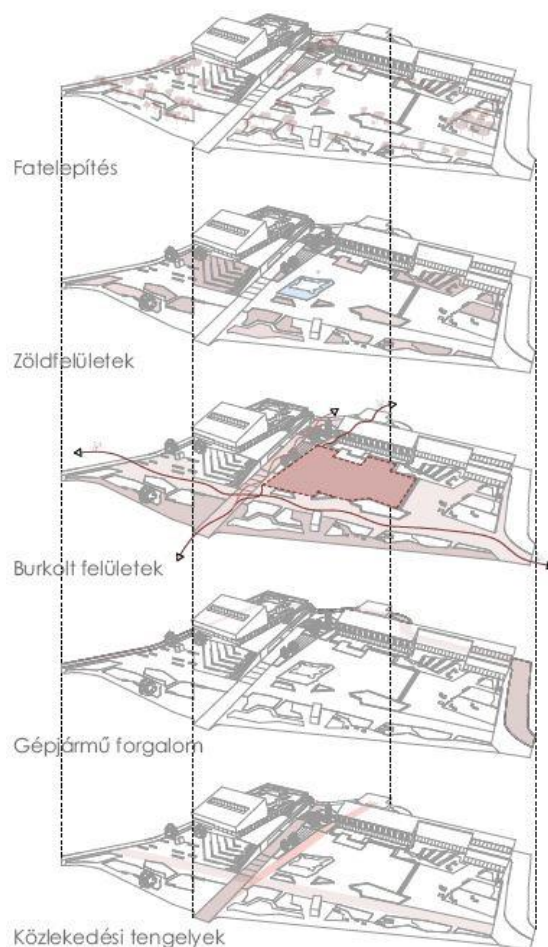 Fatelepítés
Zöldfelületek
Burkolt felületek
Gépjármű forgalom
Közlekedési tengelyek